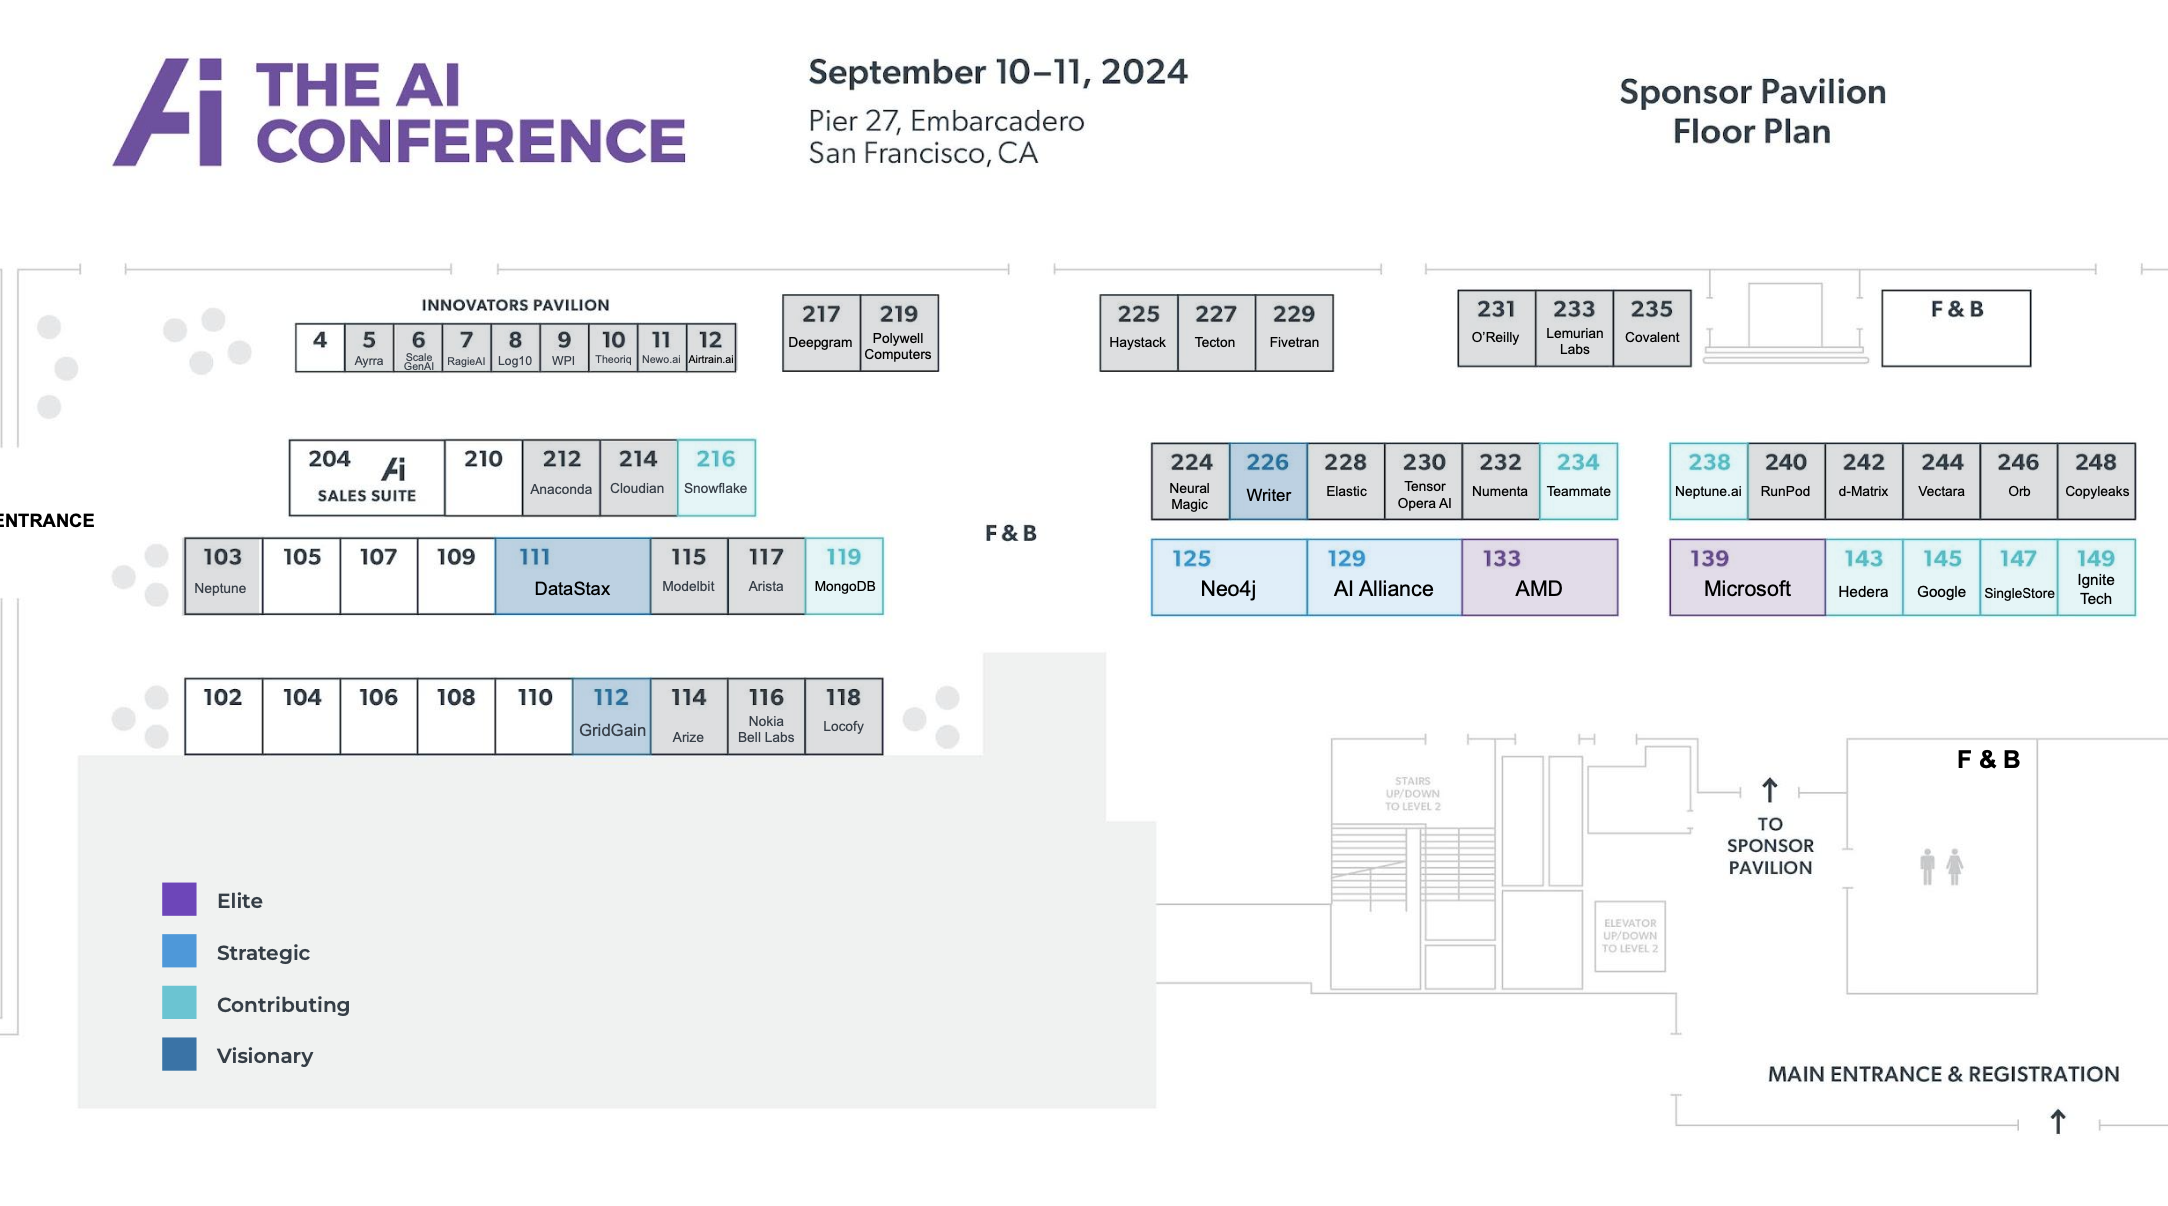 Ai THE AI
CONFERENCE
September 10–11, 2024
Pier 27, Embarcadero
San Francisco, CA
Sponsor Pavilion
Floor Plan
INNOVATORS PAVILION
4
5 Ayrra
6 Scale
GenAI
7 RagieAI
8 Log10
9 WPI
10 Theoriq
11 Newo.ai
12 Airtrain.ai
217 Deepgram
219 Polywell
Computers
225 Haystack
227 Tecton
229 Fivetran
231 O'Reilly
233 Lemurian
Labs
235 Covalent
F & B
204 Ai
SALES SUITE
210
212 Anaconda
214 Cloudian
216 Snowflake
224 Neural
Magic
226 Writer
228 Elastic
230 Tensor
Opera AI
232 Numenta
234 Teammate
238 Neptune.ai
240 RunPod
242 d-Matrix
244 Vectara
246 Orb
248 Copyleaks
ENTRANCE
F & B
103 Neptune
105
107
109
111 DataStax
115 Modelbit
117 Arista
119 MongoDB
125 Neo4j
129 AI Alliance
133 AMD
139 Microsoft
143 Hedera
145 Google
147 SingleStore
149 Ignite
Tech
102
104
106
108
110
112 GridGain
114 Arize
116 Nokia
Bell Labs
118 Locofy
STAIRS
UP/DOWN
TO LEVEL 2
↑
TO
SPONSOR
PAVILION
F & B
ELEVATOR
UP/DOWN
TO LEVEL 2
Elite
Strategic
Contributing
Visionary
MAIN ENTRANCE & REGISTRATION
↑